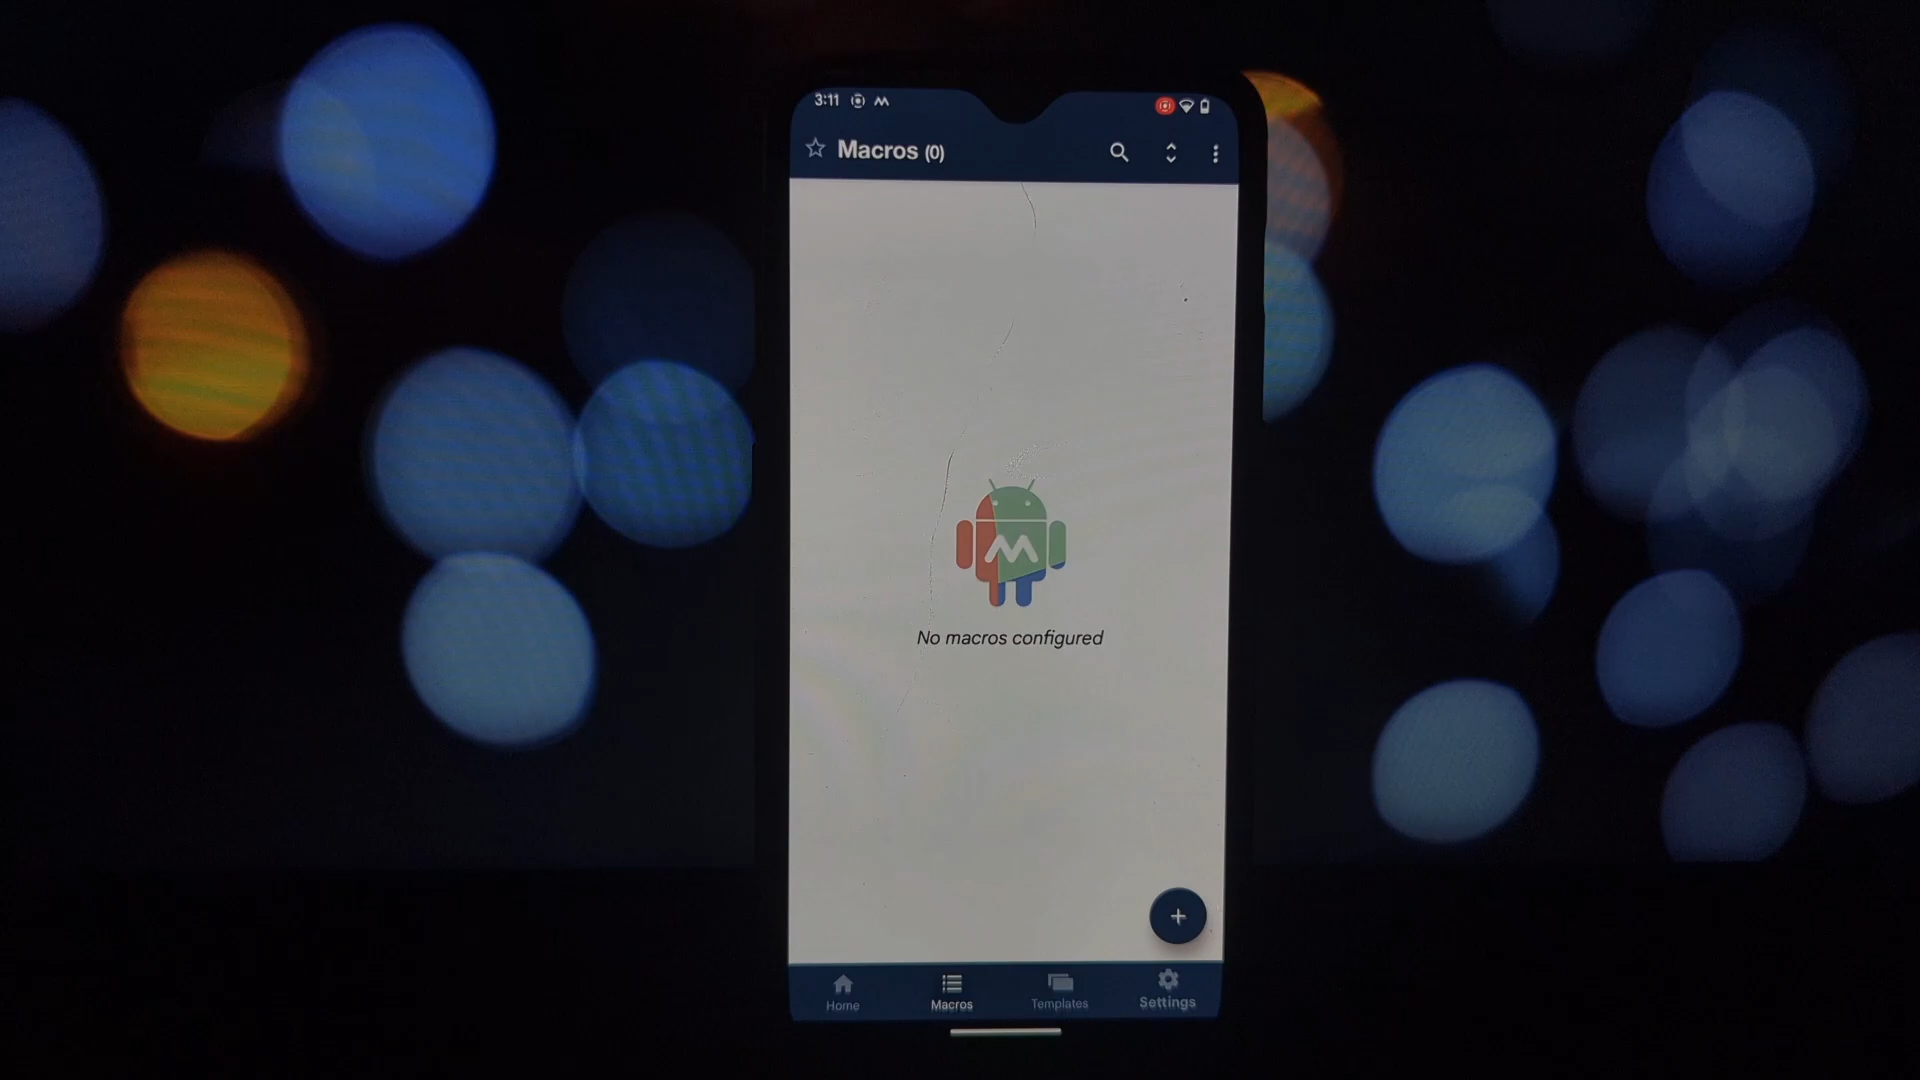 3:11
Macros (0)
No macros configured
Home
Macros
Templates
Settings